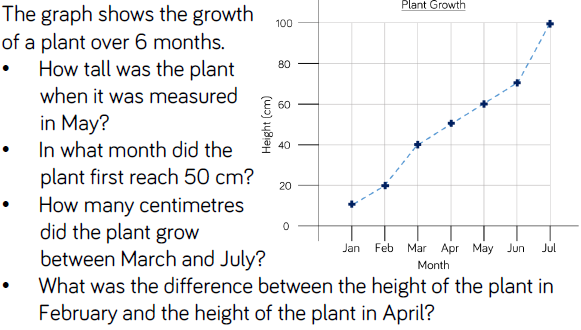 The graph shows the growth
of a plant over 6 months.
• How tall was the plant
when it was measured
in May?
• In what month did the
plant first reach 50 cm?
• How many centimetres
did the plant grow
between March and July?
• What was the difference between the height of the plant in
February and the height of the plant in April?
Plant Growth
Height (cm)
100
80
60
40
20
0
Jan Feb Mar Apr May Jun Jul
Month